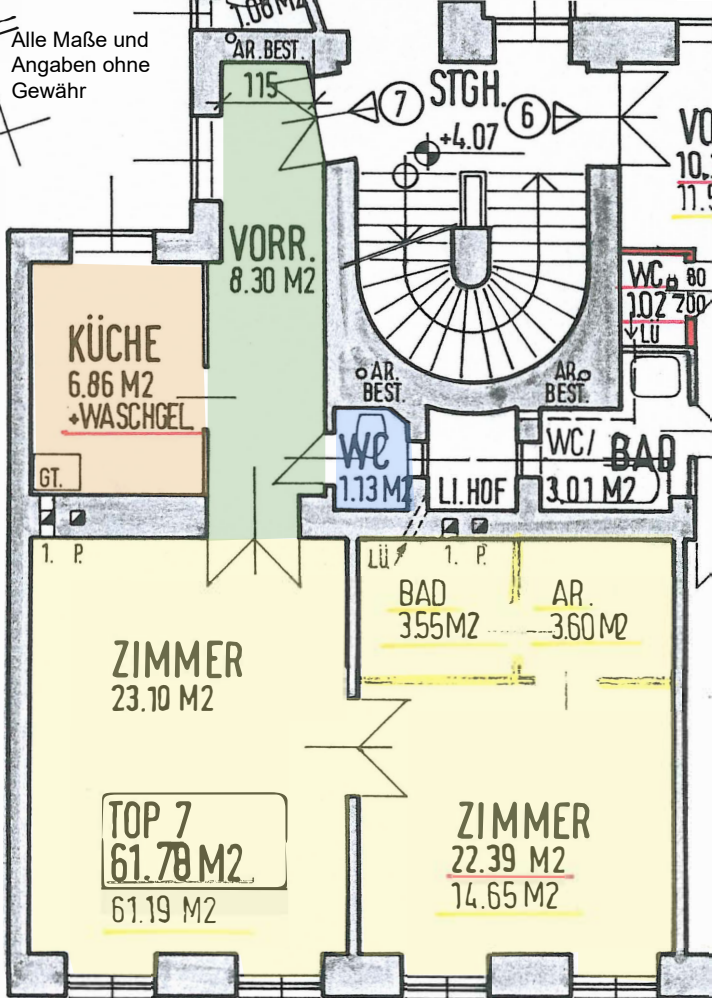 1.08 M2
Alle Maße und
Angaben ohne
Gewähr
AR.BEST.
115
7
STGH.
6
+4.07
VORR.
8.30 M2
KÜCHE
6.86 M2
+WASCHGEL
GT.
AR.
BEST.
AR.
BEST.
WC
1.02
80
200
LÜ
WC
1.13 M2
LI.HOF
WC/ BAD
3.01 M2
1. P.
LÜ
1. P.
BAD
3.55 M2
AR.
3.60 M2
ZIMMER
23.10 M2
TOP 7
61.78 M2
61.19 M2
ZIMMER
22.39 M2
14.65 M2